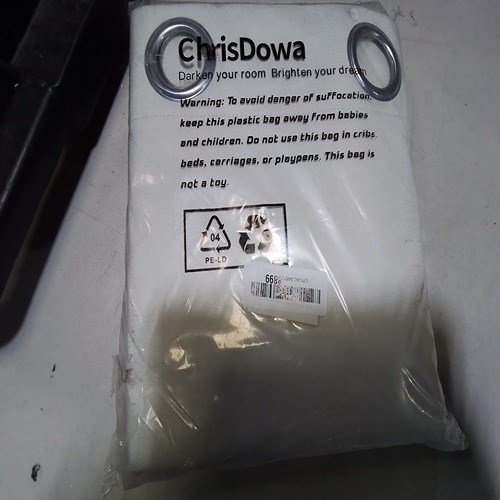 ChrisDowa
Darken your room Brighten your dream
Warning: To avoid danger of suffocation,
keep this plastic bag away from babies
and children. Do not use this bag in cribs,
beds, carriages, or playpens. This bag is
not a toy.
04
PE-LD